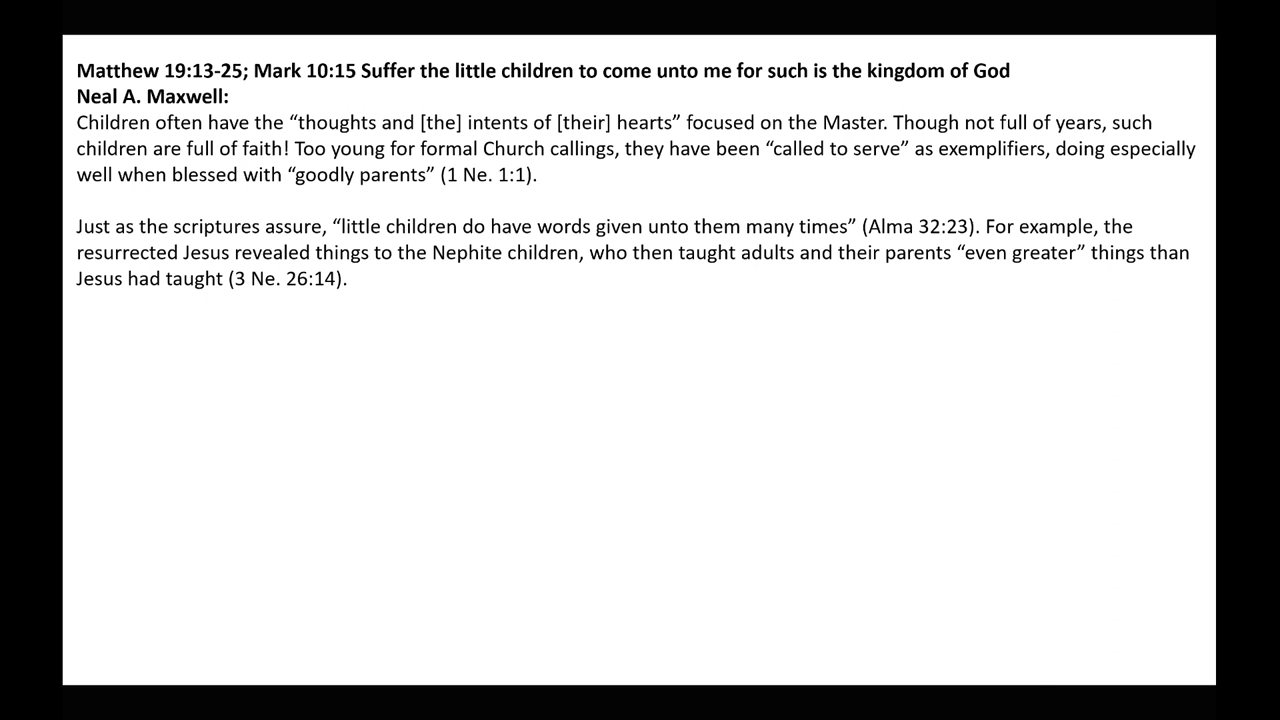 Matthew 19:13-25; Mark 10:15 Suffer the little children to come unto me for such is the kingdom of God
Neal A. Maxwell:
Children often have the “thoughts and [the] intents of [their] hearts” focused on the Master. Though not full of years, such
children are full of faith! Too young for formal Church callings, they have been “called to serve” as exemplifiers, doing especially
well when blessed with “goodly parents” (1 Ne. 1:1).
Just as the scriptures assure, “little children do have words given unto them many times” (Alma 32:23). For example, the
resurrected Jesus revealed things to the Nephite children, who then taught adults and their parents “even greater” things than
Jesus had taught (3 Ne. 26:14).